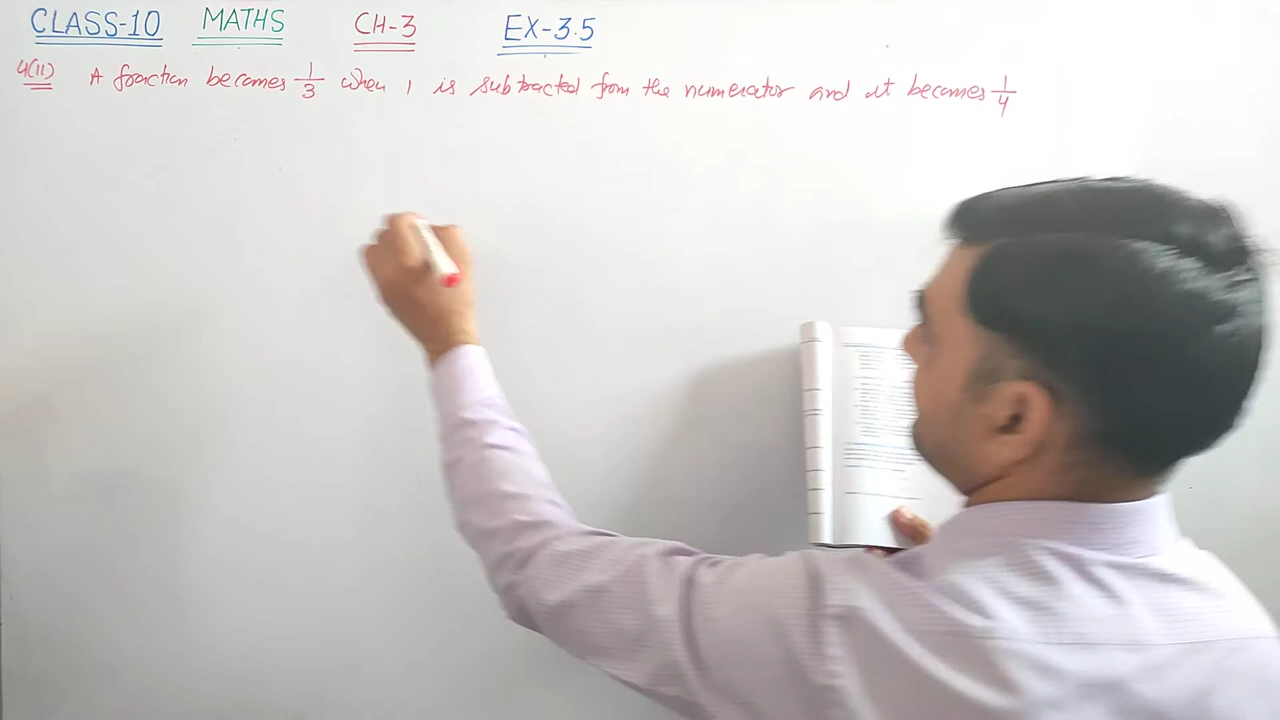 CLASS-10 MATHS CH-3 EX-3.5
4(ii) A fraction becomes 1/3 when 1 is subtracted from the numerator and it becomes 1/4